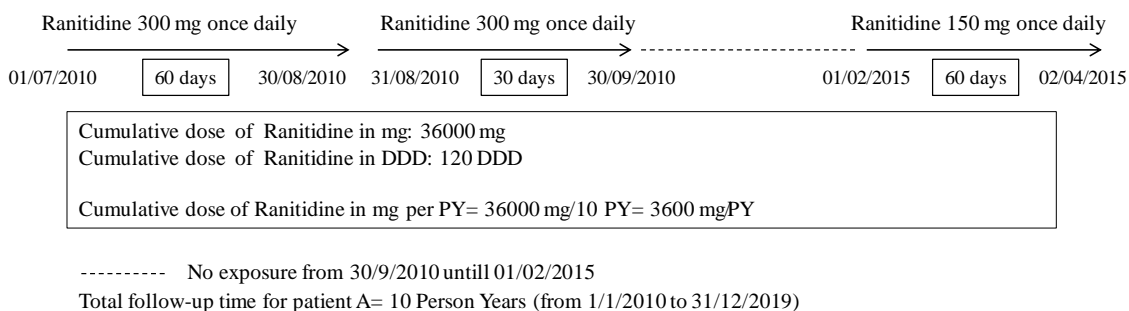 Ranitidine 300 mg once daily Ranitidine 300 mg once daily Ranitidine 150 mg once daily
01/07/2010 60 days 30/08/2010 31/08/2010 30 days 30/09/2010 01/02/2015 60 days 02/04/2015
Cumulative dose of Ranitidine in mg: 36000 mg
Cumulative dose of Ranitidine in DDD: 120 DDD
Cumulative dose of Ranitidine in mg per PY= 36000 mg/10 PY= 3600 mg/PY
---------- No exposure from 30/9/2010 untill 01/02/2015
Total follow-up time for patient A= 10 Person Years (from 1/1/2010 to 31/12/2019)